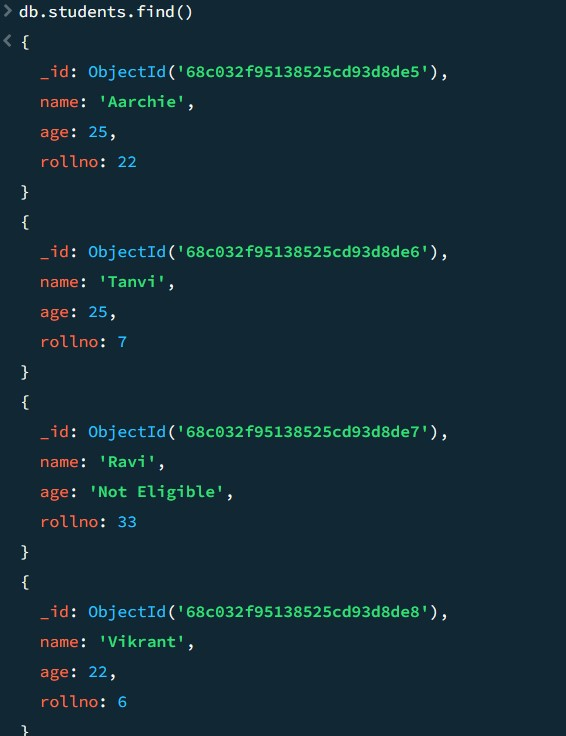 > db.students.find()
< {
_id: ObjectId('68c032f95138525cd93d8de5'),
name: 'Aarchie',
age: 25,
rollno: 22
}
{
_id: ObjectId('68c032f95138525cd93d8de6'),
name: 'Tanvi',
age: 25,
rollno: 7
}
{
_id: ObjectId('68c032f95138525cd93d8de7'),
name: 'Ravi',
age: 'Not Eligible',
rollno: 33
}
{
_id: ObjectId('68c032f95138525cd93d8de8'),
name: 'Vikrant',
age: 22,
rollno: 6
}